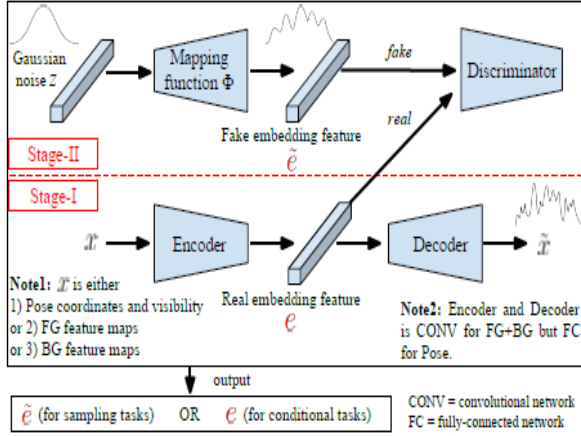 Gaussian
noise Z
Mapping
function Φ
fake
Discriminator
real
Fake embedding feature
ẽ
Stage-II
Stage-I
x
Encoder
Decoder
x̃
Real embedding feature
e
Note1: x is either
1) Pose coordinates and visibility
or 2) FG feature maps
or 3) BG feature maps
Note2: Encoder and Decoder
is CONV for FG+BG but FC
for Pose.
output
ẽ (for sampling tasks) OR e (for conditional tasks)
CONV = convolutional network
FC = fully-connected network